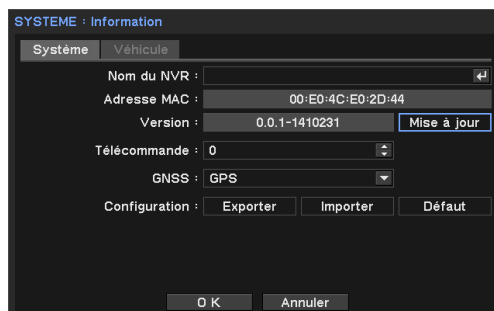 SYSTEME : Information
Système Véhicule
Nom du NVR :
Adresse MAC : 00:E0:4C:E0:2D:44
Version : 0.0.1-1410231 Mise à jour
Télécommande : 0
GNSS : GPS
Configuration : Exporter Importer Défaut
O K Annuler